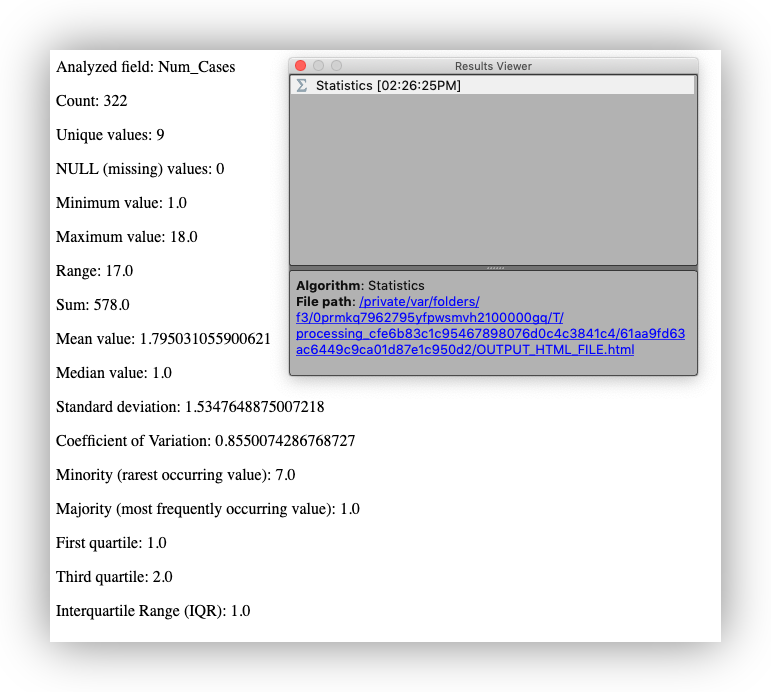 Analyzed field: Num_Cases
Count: 322
Unique values: 9
NULL (missing) values: 0
Minimum value: 1.0
Maximum value: 18.0
Range: 17.0
Sum: 578.0
Mean value: 1.795031055900621
Median value: 1.0
Standard deviation: 1.5347648875007218
Coefficient of Variation: 0.8550074286768727
Minority (rarest occurring value): 7.0
Majority (most frequently occurring value): 1.0
First quartile: 1.0
Third quartile: 2.0
Interquartile Range (IQR): 1.0
Results Viewer
Statistics [02:26:25PM]
Algorithm: Statistics
File path: /private/var/folders/
f3/0prmkq7962795yfpwsmvh2100000gq/T/
processing_cfe6b83c1c95467898076d0c4c3841c4/61aa9fd63
ac6449c9ca01d87e1c950d2/OUTPUT_HTML_FILE.html